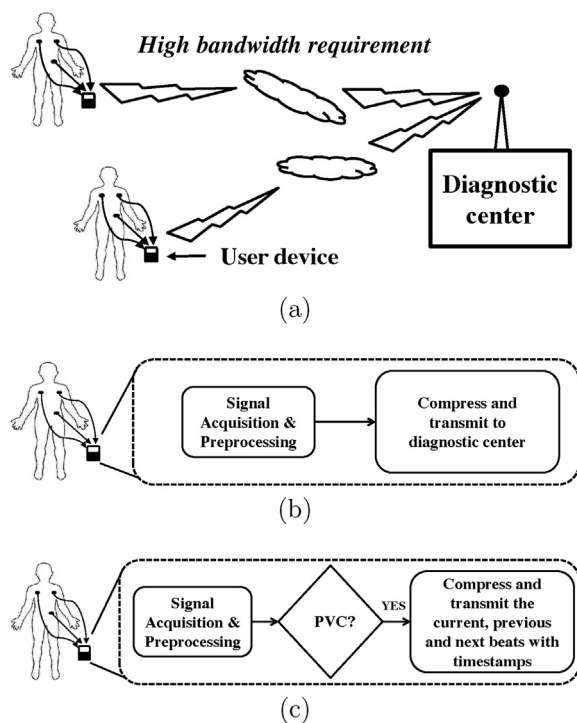 High bandwidth requirement
Diagnostic
center
User device
(a)
Signal
Acquisition &
Preprocessing
Compress and
transmit to
diagnostic center
(b)
Signal
Acquisition &
Preprocessing
PVC?
YES
Compress and
transmit the
current, previous
and next beats with
timestamps
(c)